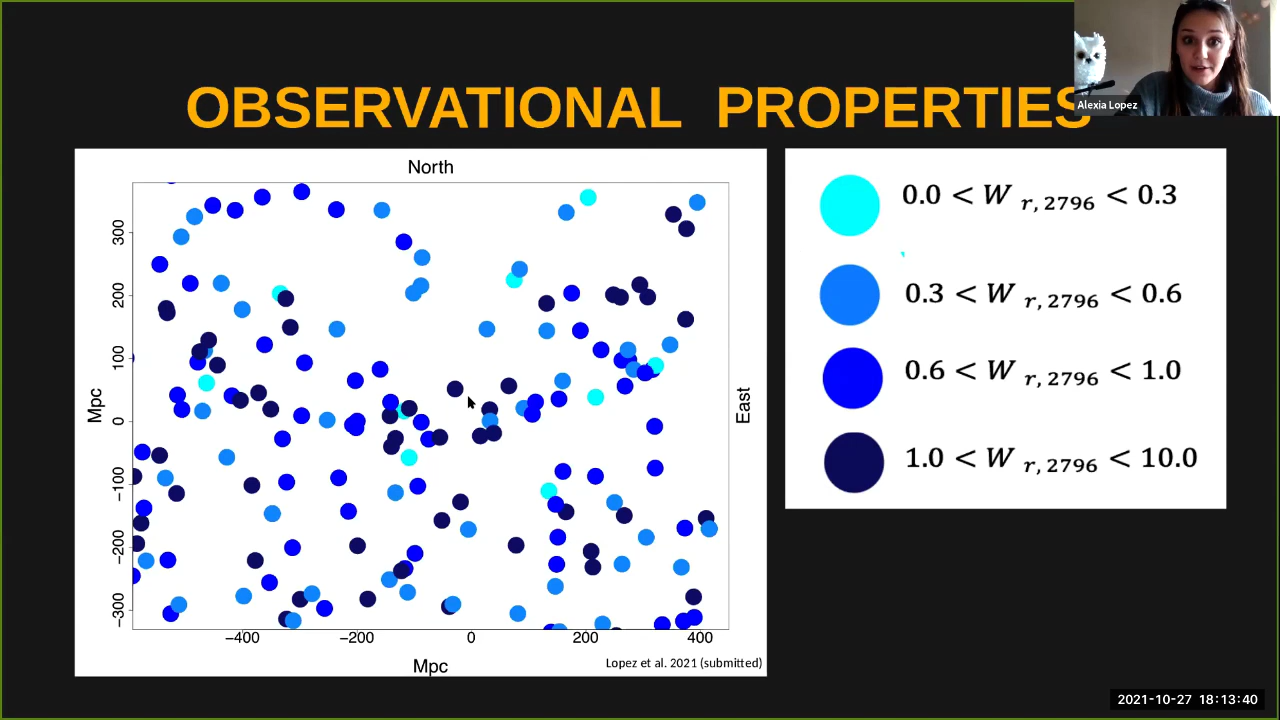 Alexia Lopez
OBSERVATIONAL PROPERTIES
North
300
200
100
0
−100
−200
−300
Mpc
East
−400 −200 0 200 400
Mpc
Lopez et al. 2021 (submitted)
0.0 < W r, 2796 < 0.3
0.3 < W r, 2796 < 0.6
0.6 < W r, 2796 < 1.0
1.0 < W r, 2796 < 10.0
2021-10-27 18:13:40